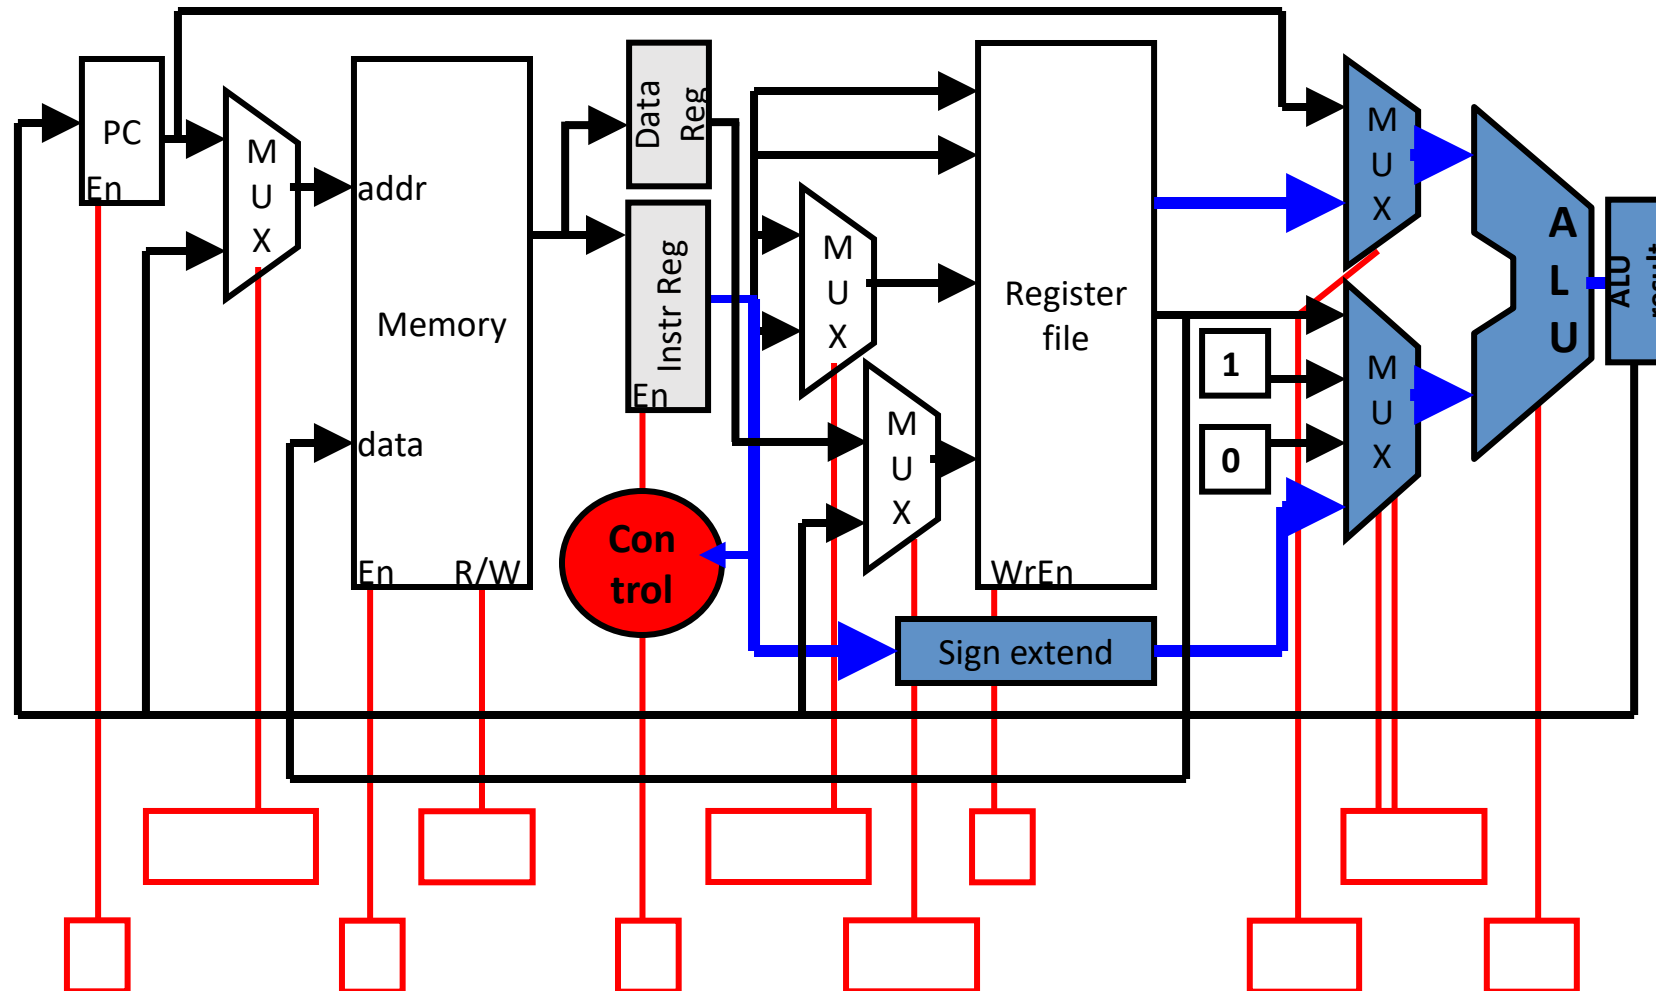 PC
En
M
U
X
addr
Memory
data
En
R/W
Data
Reg
Instr Reg
En
Con
trol
M
U
X
M
U
X
Register
file
WrEn
Sign extend
1
0
M
U
X
M
U
X
A
L
U
ALU
result